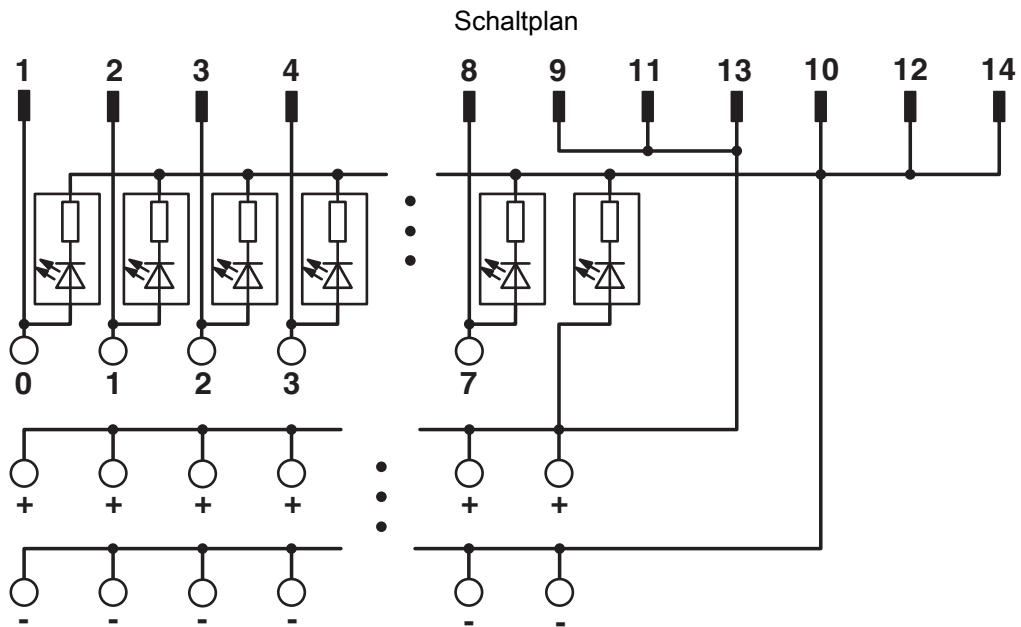 Schaltplan
1 2 3 4 8 9 11 13 10 12 14
0 1 2 3 7
+ + + + + +
- - - - - -